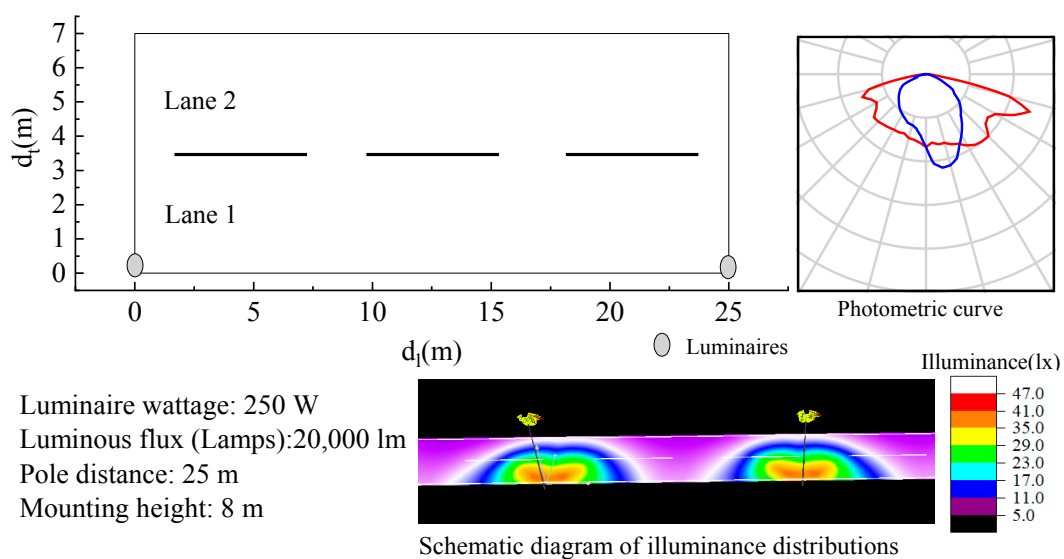 7
6
5
4
3
2
1
0
d_t(m)
Lane 2
Lane 1
0 5 10 15 20 25
d_l(m)
Luminaires
Photometric curve
Luminaire wattage: 250 W
Luminous flux (Lamps):20,000 lm
Pole distance: 25 m
Mounting height: 8 m
Schematic diagram of illuminance distributions
Illuminance(lx)
47.0
41.0
35.0
29.0
23.0
17.0
11.0
5.0